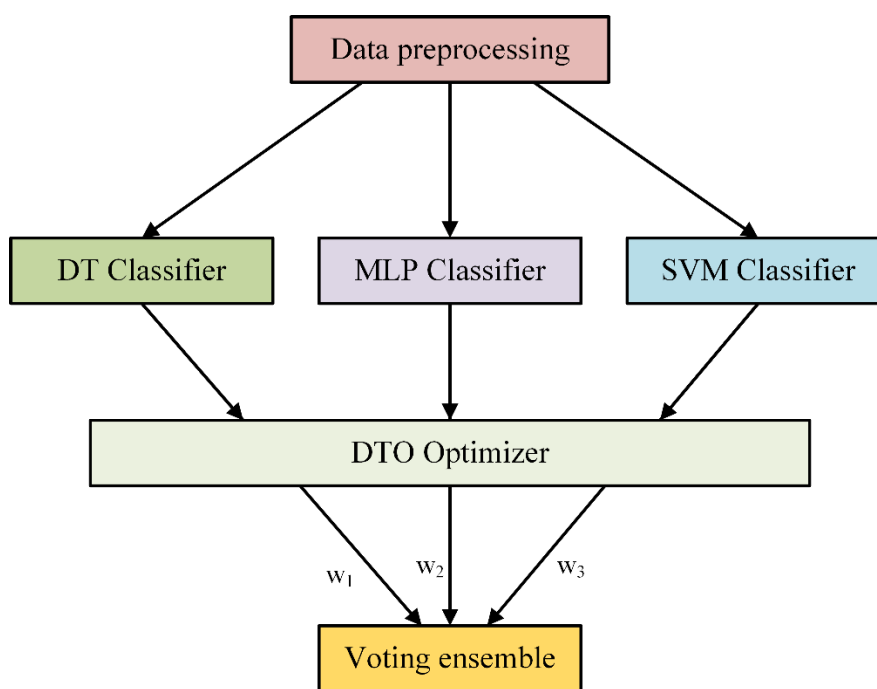 Data preprocessing
DT Classifier
MLP Classifier
SVM Classifier
DTO Optimizer
w₁
w₂
w₃
Voting ensemble